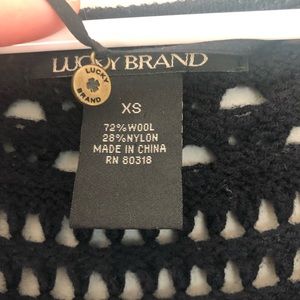 LUCKY BRAND
LUCKY
BRAND
XS
72% WOOL
28% NYLON
MADE IN CHINA
RN 80318